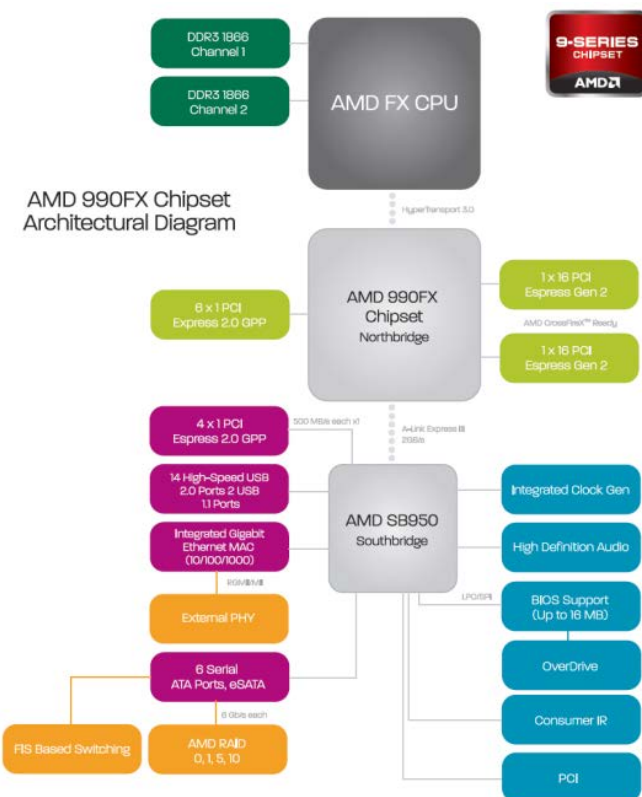 DDR3 1866
Channel 1
DDR3 1866
Channel 2
AMD FX CPU
9-SERIES
CHIPSET
AMD
AMD 990FX Chipset
Architectural Diagram
HyperTransport 3.0
6 x 1 PCI
Express 2.0 GPP
AMD 990FX
Chipset
Northbridge
1 x 16 PCI
Espress Gen 2
AMD CrossFireX™ Ready
1 x 16 PCI
Espress Gen 2
4 x 1 PCI
Espress 2.0 GPP
500 MB/s each x1
A-Link Express III
2GB/s
14 High-Speed USB
2.0 Ports 2 USB
1.1 Ports
AMD SB950
Southbridge
Integrated Clock Gen
Integrated Gigabit
Ethernet MAC
(10/100/1000)
High Definition Audio
RGMII/MII
LPC/SPI
External PHY
BIOS Support
(Up to 16 MB)
OverDrive
6 Serial
ATA Ports, eSATA
6 Gb/s each
Consumer IR
FIS Based Switching
AMD RAID
0, 1, 5, 10
PCI